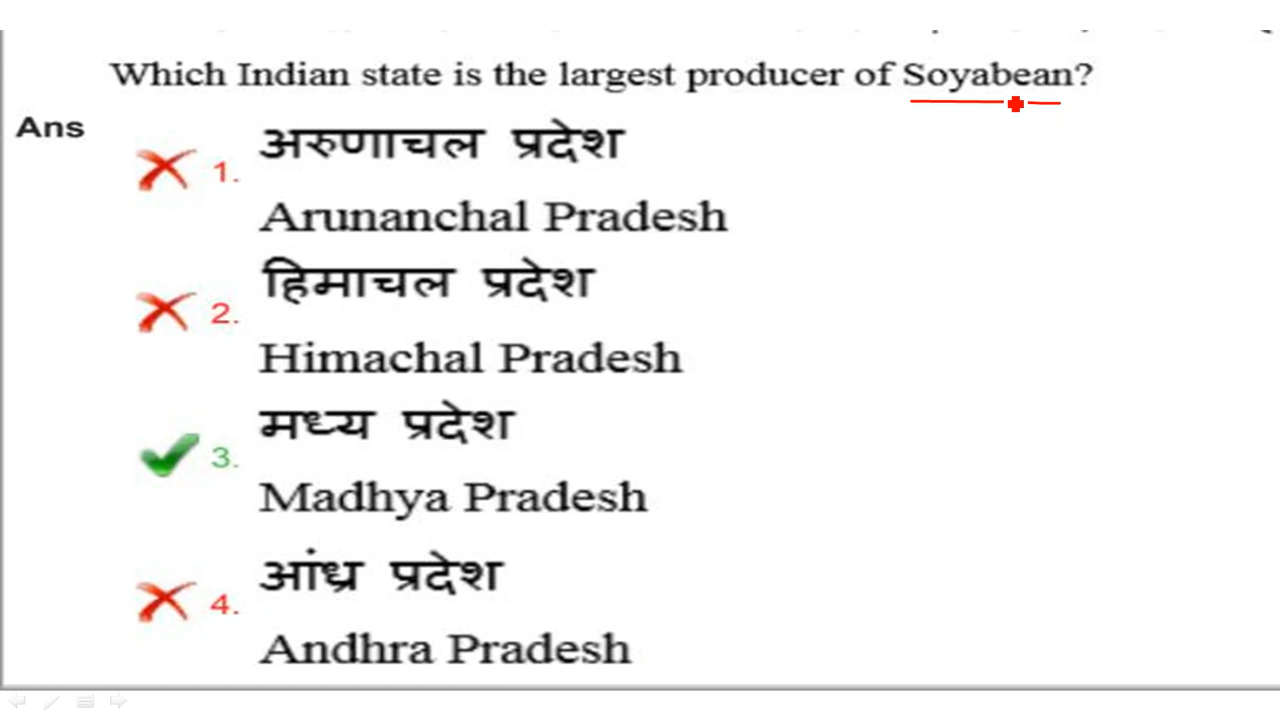 Which Indian state is the largest producer of Soyabean?
Ans
1. अरुणाचल प्रदेश
Arunanchal Pradesh
2. हिमाचल प्रदेश
Himachal Pradesh
3. मध्य प्रदेश
Madhya Pradesh
4. आंध्र प्रदेश
Andhra Pradesh